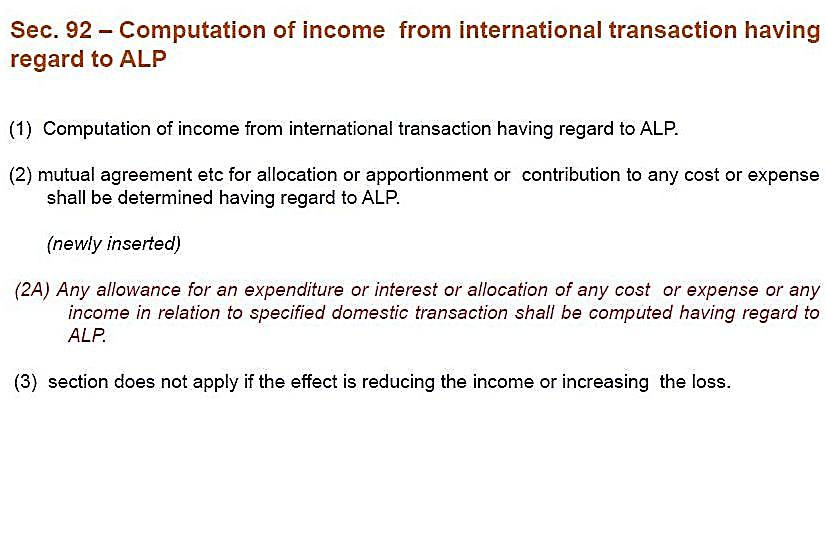 Sec. 92 – Computation of income from international transaction having
regard to ALP
(1) Computation of income from international transaction having regard to ALP.
(2) mutual agreement etc for allocation or apportionment or contribution to any cost or expense
shall be determined having regard to ALP.
(newly inserted)
(2A) Any allowance for an expenditure or interest or allocation of any cost or expense or any
income in relation to specified domestic transaction shall be computed having regard to
ALP.
(3) section does not apply if the effect is reducing the income or increasing the loss.